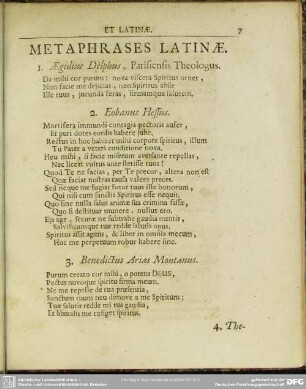 ET LATINÆ. 7
METAPHRASES LATINÆ.
1. Ægidius Delphus, Parisiensis Theologus.
Da mihi cor purum: nova viscera Spiritus ornet,
Non facie me dejicias, non Spiritus absit
Ille tuus, jucunda feras, firmumque salutem.
2. Eobanus Hessus.
Mortifera immundi contagia pectoris aufer,
Et puri dotes cordis habere jube.
Rectus in hoc habitet mihi corpore spiritus, illum
Tu Pater a veteri conditione nova.
Heu mihi, si facie miserum aversante repellas,
Nec liceat vultus ante stetisse tuos!
Quod Te ne facias, per Te precor, altera non est
Quæ faciat nostras causa valere preces.
Sed neque me fugiat fotor tuus ille bonorum,
Qui nisi cum sanctis Spiritus esse nequit.
Quo sine nulla salus animæ sua crimina fassæ,
Quo si destituar munere, nullus ero.
Eja age, securæ ne subtrahe gaudia mentis,
Salvificumque tuæ redde salutis opus.
Spiritus assit agens, & liber in omnia mecum,
Hoc me perpetuum robur habere sine.
3. Benedictus Arias Montanus.
Purum creato cor mihi, o potens DEUS,
Pectus novoque spiritu firma meum.
Ne me repelle de tua præsentia,
Sanctum tuum neu dimove a me Spiritum:
Tuæ salutis redde mi tua gaudia,
Et liberali me refiget spiritus.
4. The-